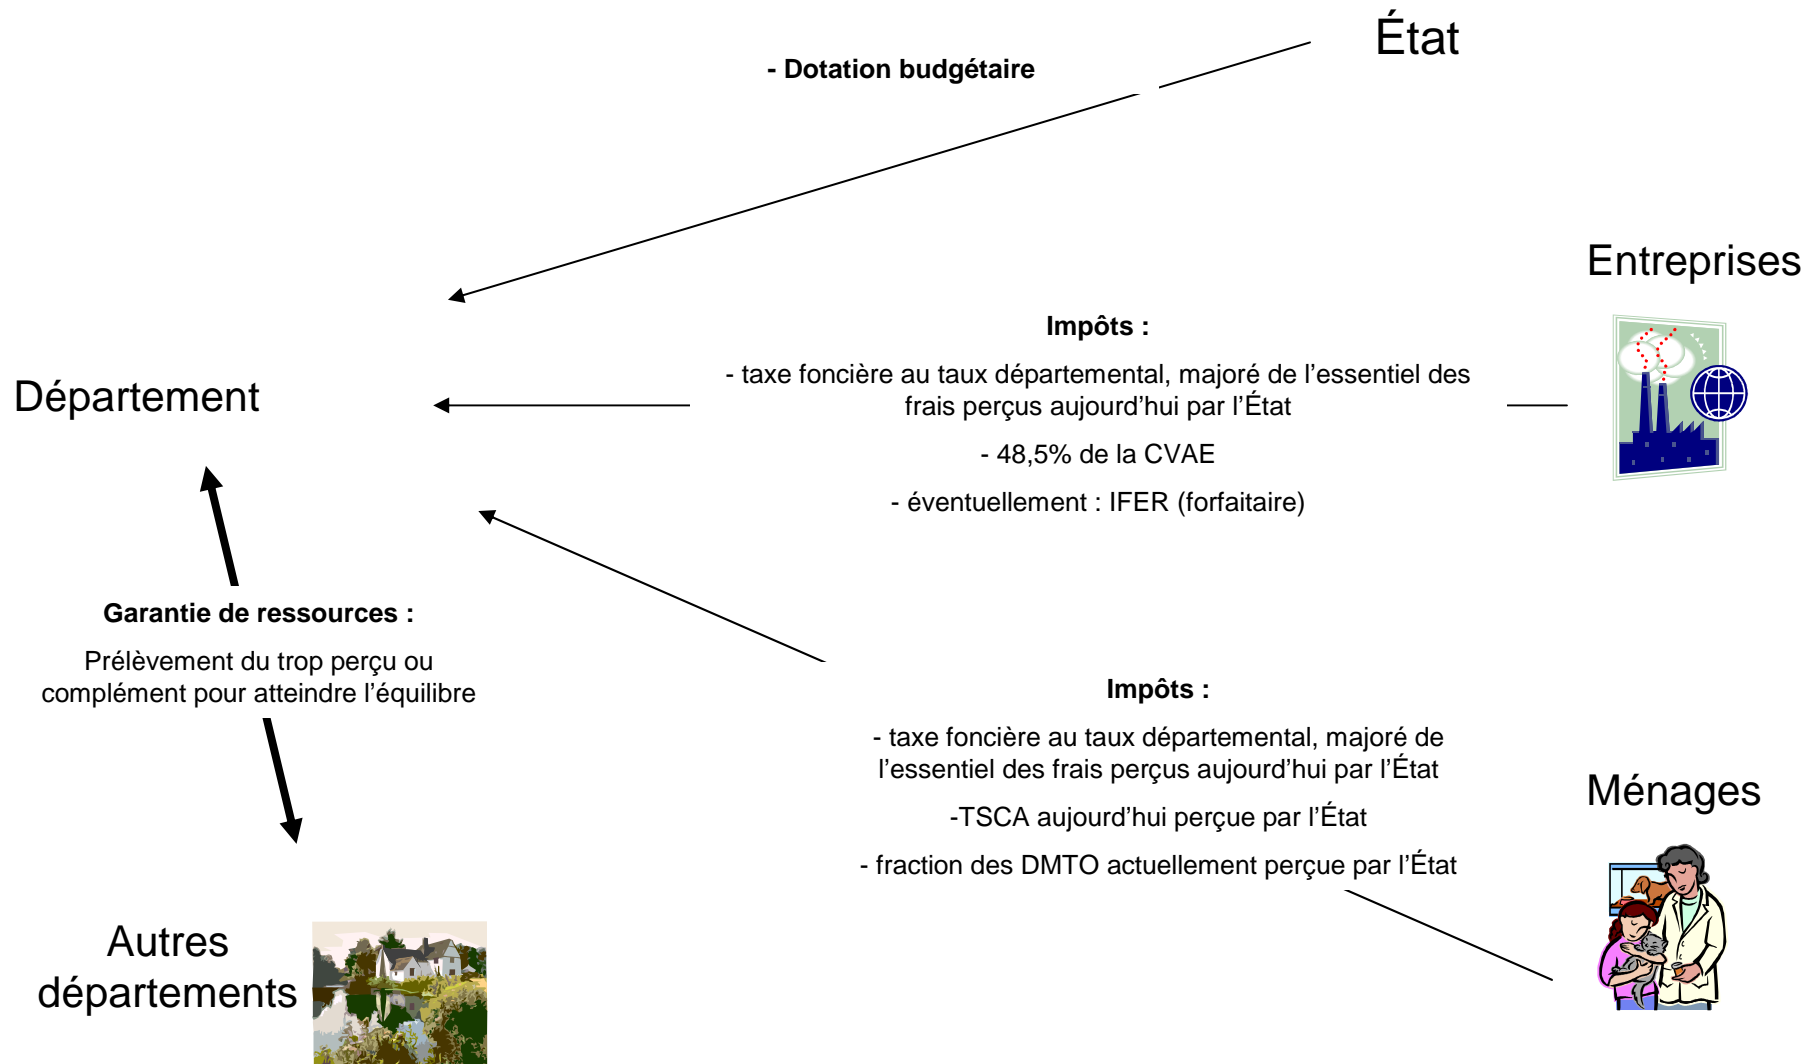 État
- Dotation budgétaire
Entreprises
Impôts :
- taxe foncière au taux départemental, majoré de l’essentiel des
frais perçus aujourd’hui par l’État
- 48,5% de la CVAE
- éventuellement : IFER (forfaitaire)
Département
Garantie de ressources :
Prélèvement du trop perçu ou
complément pour atteindre l’équilibre
Impôts :
- taxe foncière au taux départemental, majoré de
l’essentiel des frais perçus aujourd’hui par l’État
-TSCA aujourd’hui perçue par l’État
- fraction des DMTO actuellement perçue par l’État
Ménages
Autres
départements